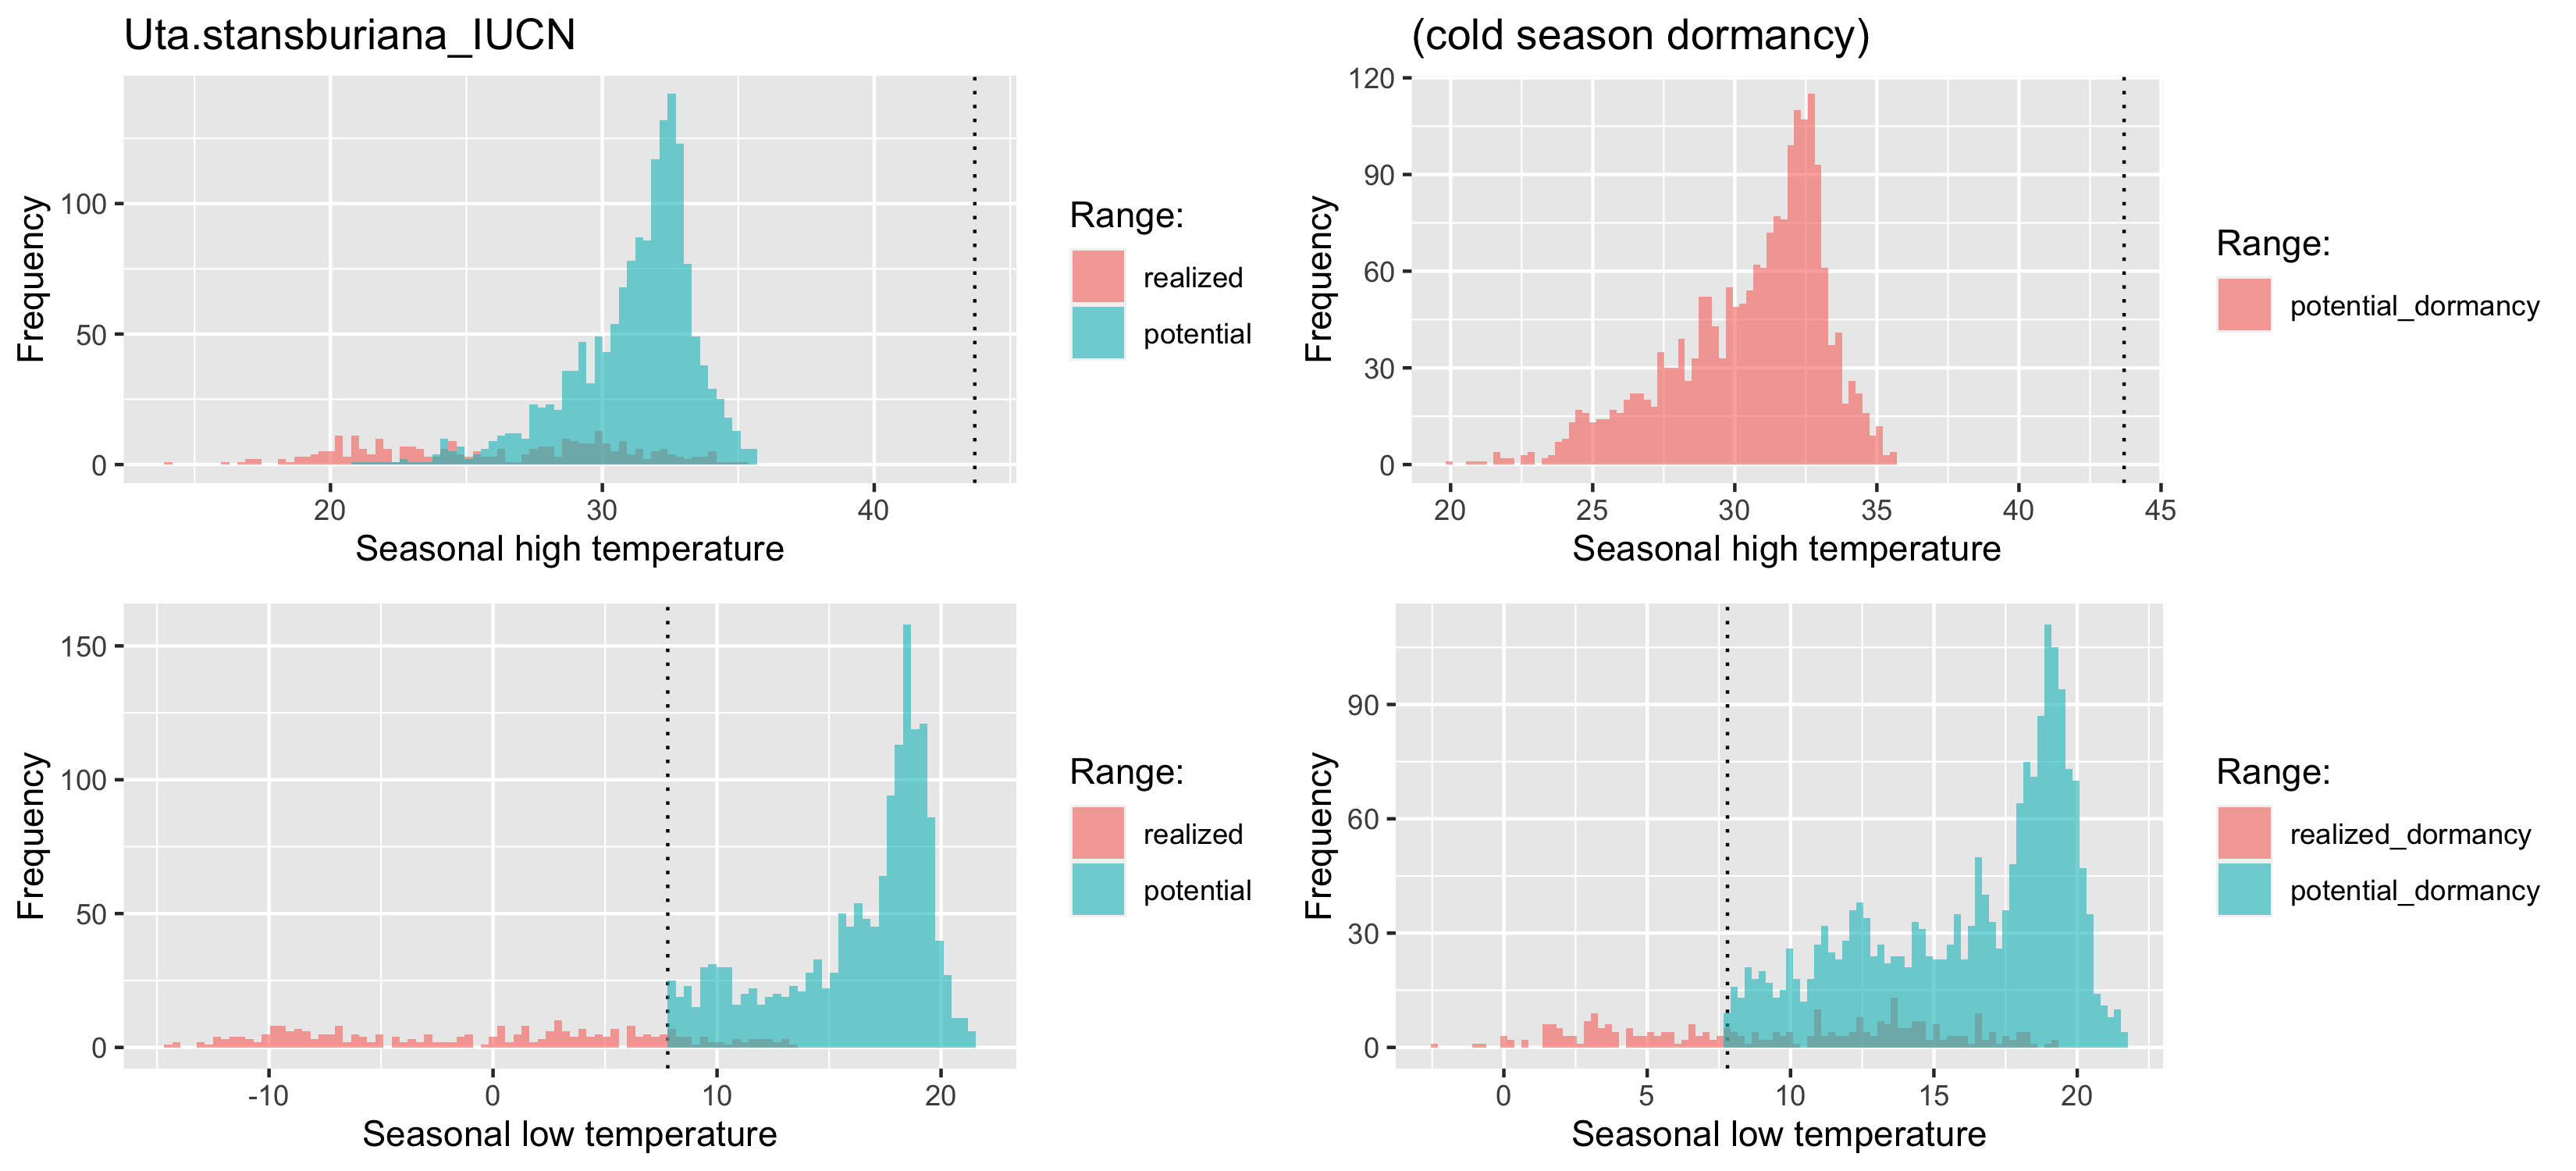 Uta.stansburiana_IUCN
Frequency
100
50
0
20
30
40
Seasonal high temperature
Range:
realized
potential
(cold season dormancy)
Frequency
120
90
60
30
0
20
25
30
35
40
45
Seasonal high temperature
Range:
potential_dormancy
Frequency
150
100
50
0
-10
0
10
20
Seasonal low temperature
Range:
realized
potential
Frequency
90
60
30
0
0
5
10
15
20
Seasonal low temperature
Range:
realized_dormancy
potential_dormancy